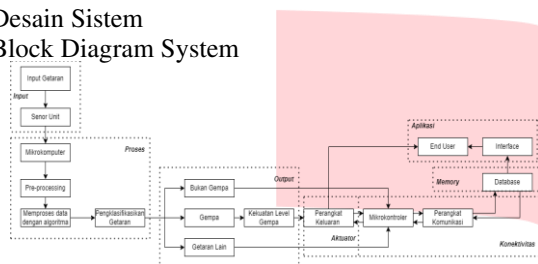 Desain Sistem
Block Diagram System
Input Getaran
Input
Senor Unit
Mikrokomputer
Proses
Pre-processing
Memproses data
dengan algoritma
Pengklasifikasikan
Getaran
Bukan Gempa
Output
Gempa
Kekuatan Level
Gempa
Getaran Lain
Perangkat
Keluaran
Aktuator
Mikrokontroler
Perangkat
Komunikasi
Konektivitas
Aplikasi
End User
Interface
Memory
Database